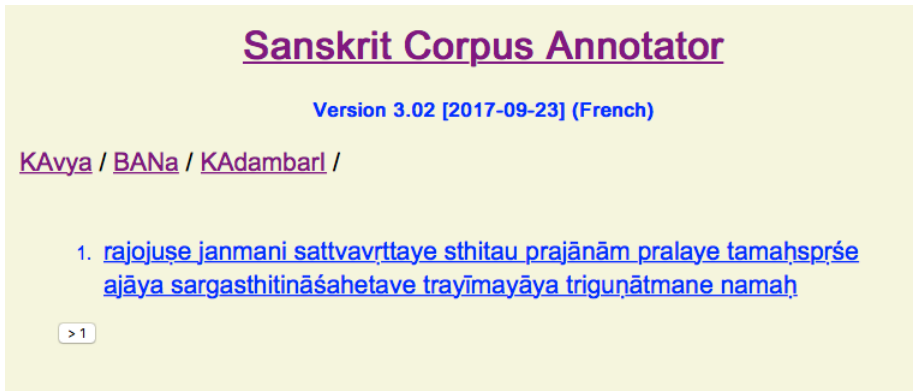 Sanskrit Corpus Annotator
Version 3.02 [2017-09-23] (French)
KAvya / BANa / KAdambarI /
1. rajojuṣe janmani sattvavṛttaye sthitau prajānām pralaye tamaḥspṛśe
ajāya sargasthitināśahetave trayīmayāya triguṇātmane namaḥ
> 1